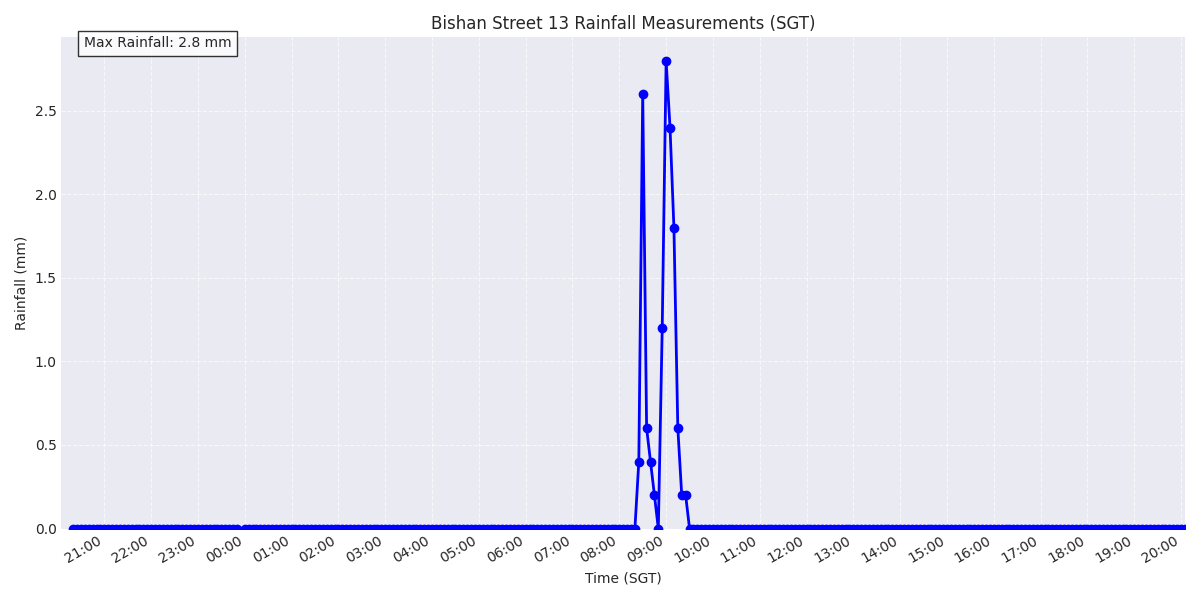 Bishan Street 13 Rainfall Measurements (SGT)
Max Rainfall: 2.8 mm
Rainfall (mm)
2.5
2.0
1.5
1.0
0.5
0.0
21:00 22:00 23:00 00:00 01:00 02:00 03:00 04:00 05:00 06:00 07:00 08:00 09:00 10:00 11:00 12:00 13:00 14:00 15:00 16:00 17:00 18:00 19:00 20:00
Time (SGT)